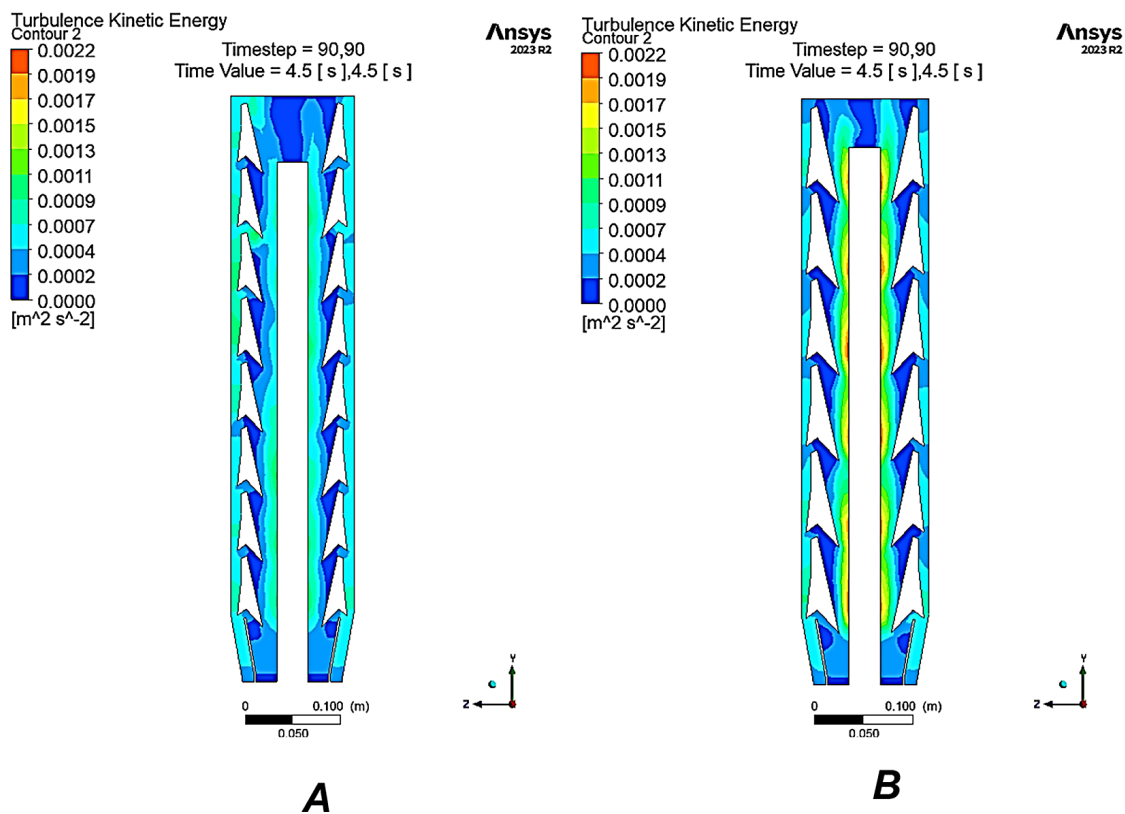 Turbulence Kinetic Energy
Contour 2
0.0022
0.0019
0.0017
0.0015
0.0013
0.0011
0.0009
0.0007
0.0004
0.0002
0.0000
[m^2 s^-2]
Timestep = 90,90
Time Value = 4.5 [ s ],4.5 [ s ]
Ansys
2023 R2
Y
Z
0
0.100 (m)
0.050
A
Turbulence Kinetic Energy
Contour 2
0.0022
0.0019
0.0017
0.0015
0.0013
0.0011
0.0009
0.0007
0.0004
0.0002
0.0000
[m^2 s^-2]
Timestep = 90,90
Time Value = 4.5 [ s ],4.5 [ s ]
Ansys
2023 R2
Y
Z
0
0.100 (m)
0.050
B